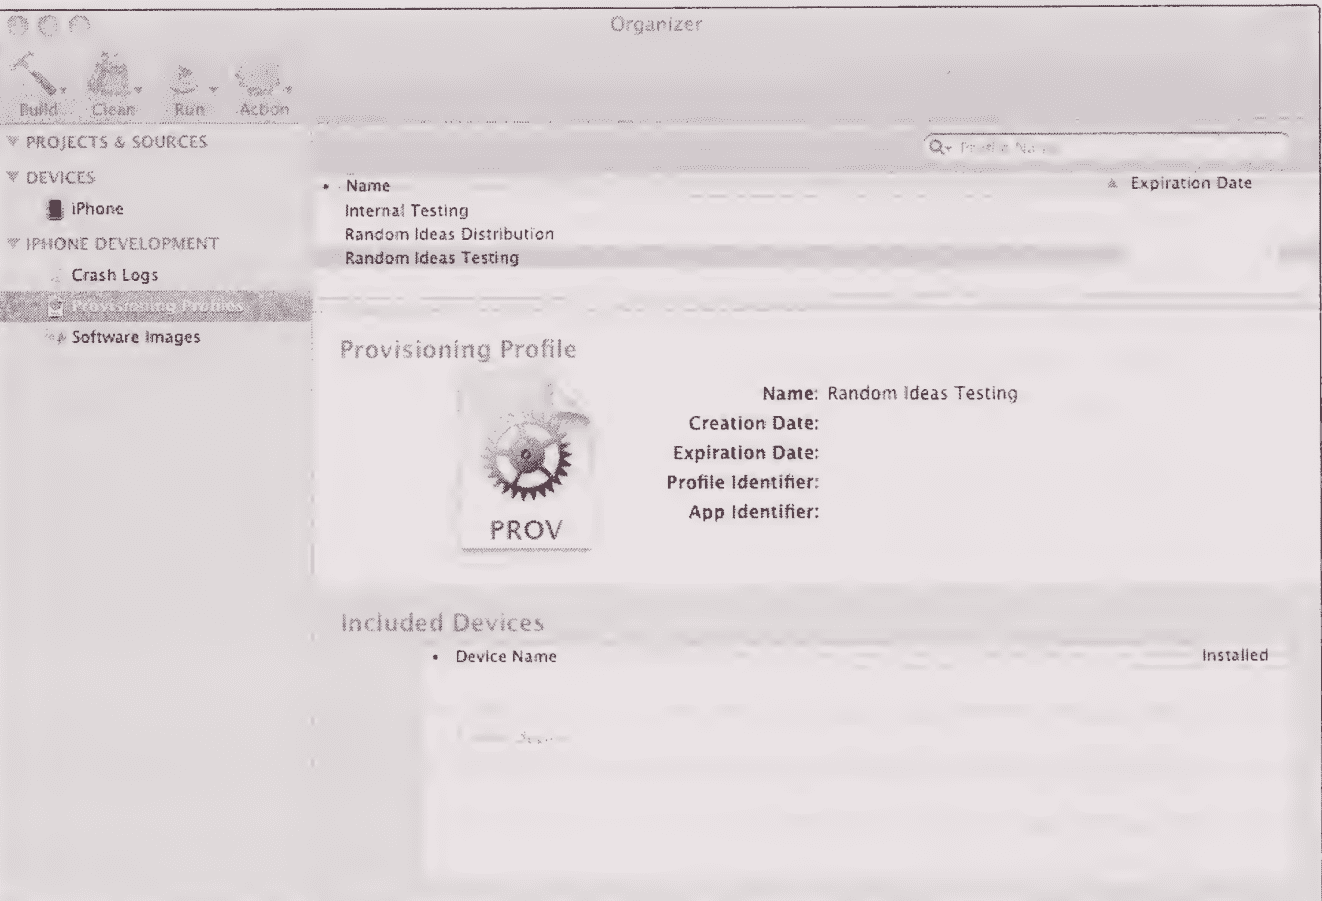 Organizer
Build Clean Run Action
PROJECTS & SOURCES
DEVICES
iPhone
IPHONE DEVELOPMENT
Crash Logs
Provisioning Profiles
Software Images
Profile Name
Name Expiration Date
Internal Testing
Random Ideas Distribution
Random Ideas Testing
Provisioning Profile
PROV
Name: Random Ideas Testing
Creation Date:
Expiration Date:
Profile Identifier:
App Identifier:
Included Devices
Device Name Installed